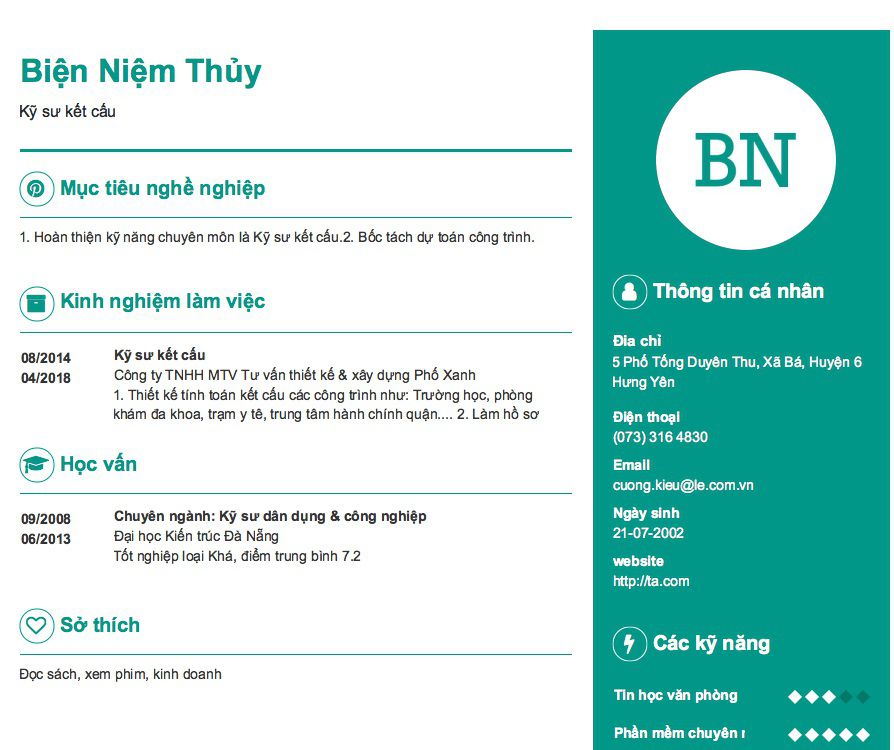 Biện Niệm Thủy
Kỹ sư kết cấu
Mục tiêu nghề nghiệp
1. Hoàn thiện kỹ năng chuyên môn là Kỹ sư kết cấu.2. Bốc tách dự toán công trình.
Kinh nghiệm làm việc
08/2014
04/2018
Kỹ sư kết cấu
Công ty TNHH MTV Tư vấn thiết kế & xây dựng Phố Xanh
1. Thiết kế tính toán kết cấu các công trình như: Trường học, phòng
khám đa khoa, trạm y tê, trung tâm hành chính quận.... 2. Làm hồ sơ
Học vấn
09/2008
06/2013
Chuyên ngành: Kỹ sư dân dụng & công nghiệp
Đại học Kiến trúc Đà Nẵng
Tốt nghiệp loại Khá, điểm trung bình 7.2
Sở thích
Đọc sách, xem phim, kinh doanh
BN
Thông tin cá nhân
Đia chỉ
5 Phố Tống Duyên Thu, Xã Bá, Huyện 6
Hưng Yên
Điện thoại
(073) 316 4830
Email
cuong.kieu@le.com.vn
Ngày sinh
21-07-2002
website
http://ta.com
Các kỹ năng
Tin học văn phòng
Phần mềm chuyên